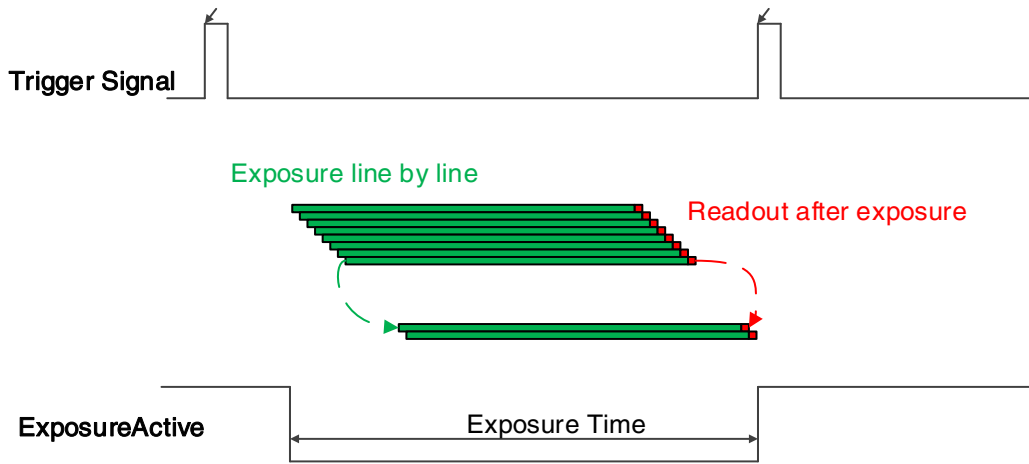 Trigger Signal
Exposure line by line
Readout after exposure
ExposureActive
Exposure Time